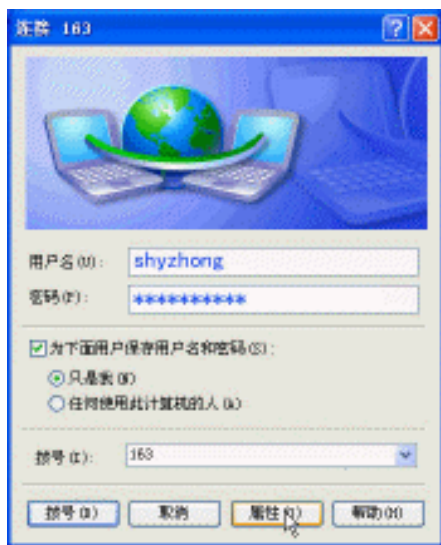 连接 163
用户名(U): shyzhong
密码(P): **********
为下面用户保存用户名和密码(S):
只是我(N)
任何使用此计算机的人(A)
拨号(I): 163
拨号(D) 取消 属性(O) 帮助(H)